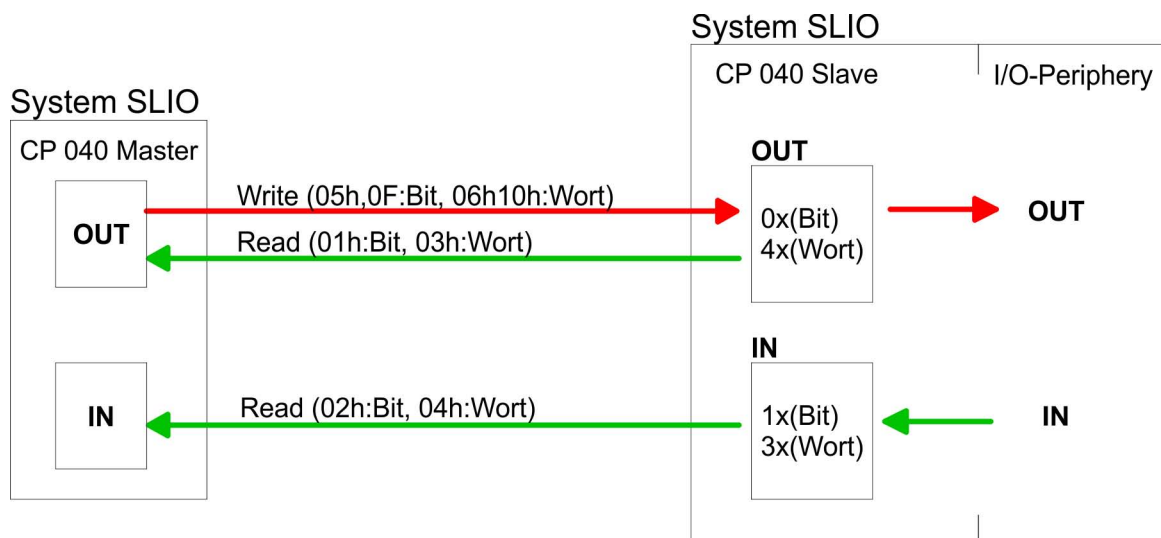 System SLIO
CP 040 Slave
I/O-Periphery
System SLIO
CP 040 Master
OUT
Write (05h,0F:Bit, 06h10h:Wort)
OUT
0x(Bit)
OUT
Read (01h:Bit, 03h:Wort)
4x(Wort)
IN
IN
Read (02h:Bit, 04h:Wort)
1x(Bit)
IN
3x(Wort)